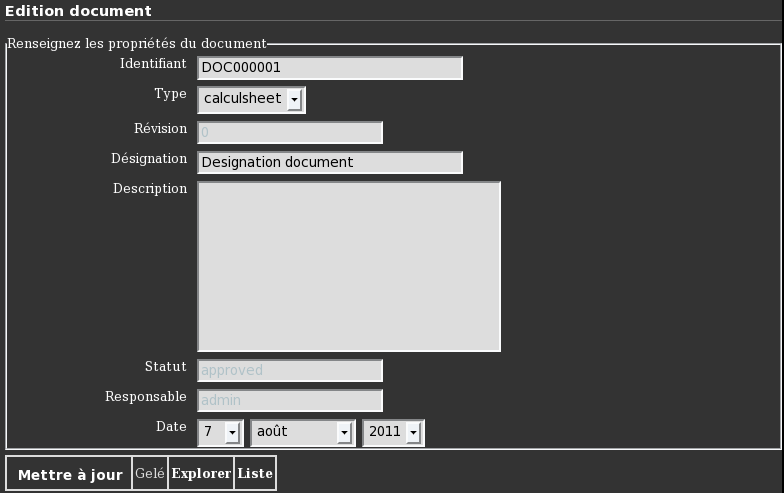 Edition document
Renseignez les propriétés du document
Identifiant DOC000001
Type calculsheet
Révision 0
Désignation Designation document
Description
Statut approved
Responsable admin
Date 7 août 2011
Mettre à jour Gelé Explorer Liste